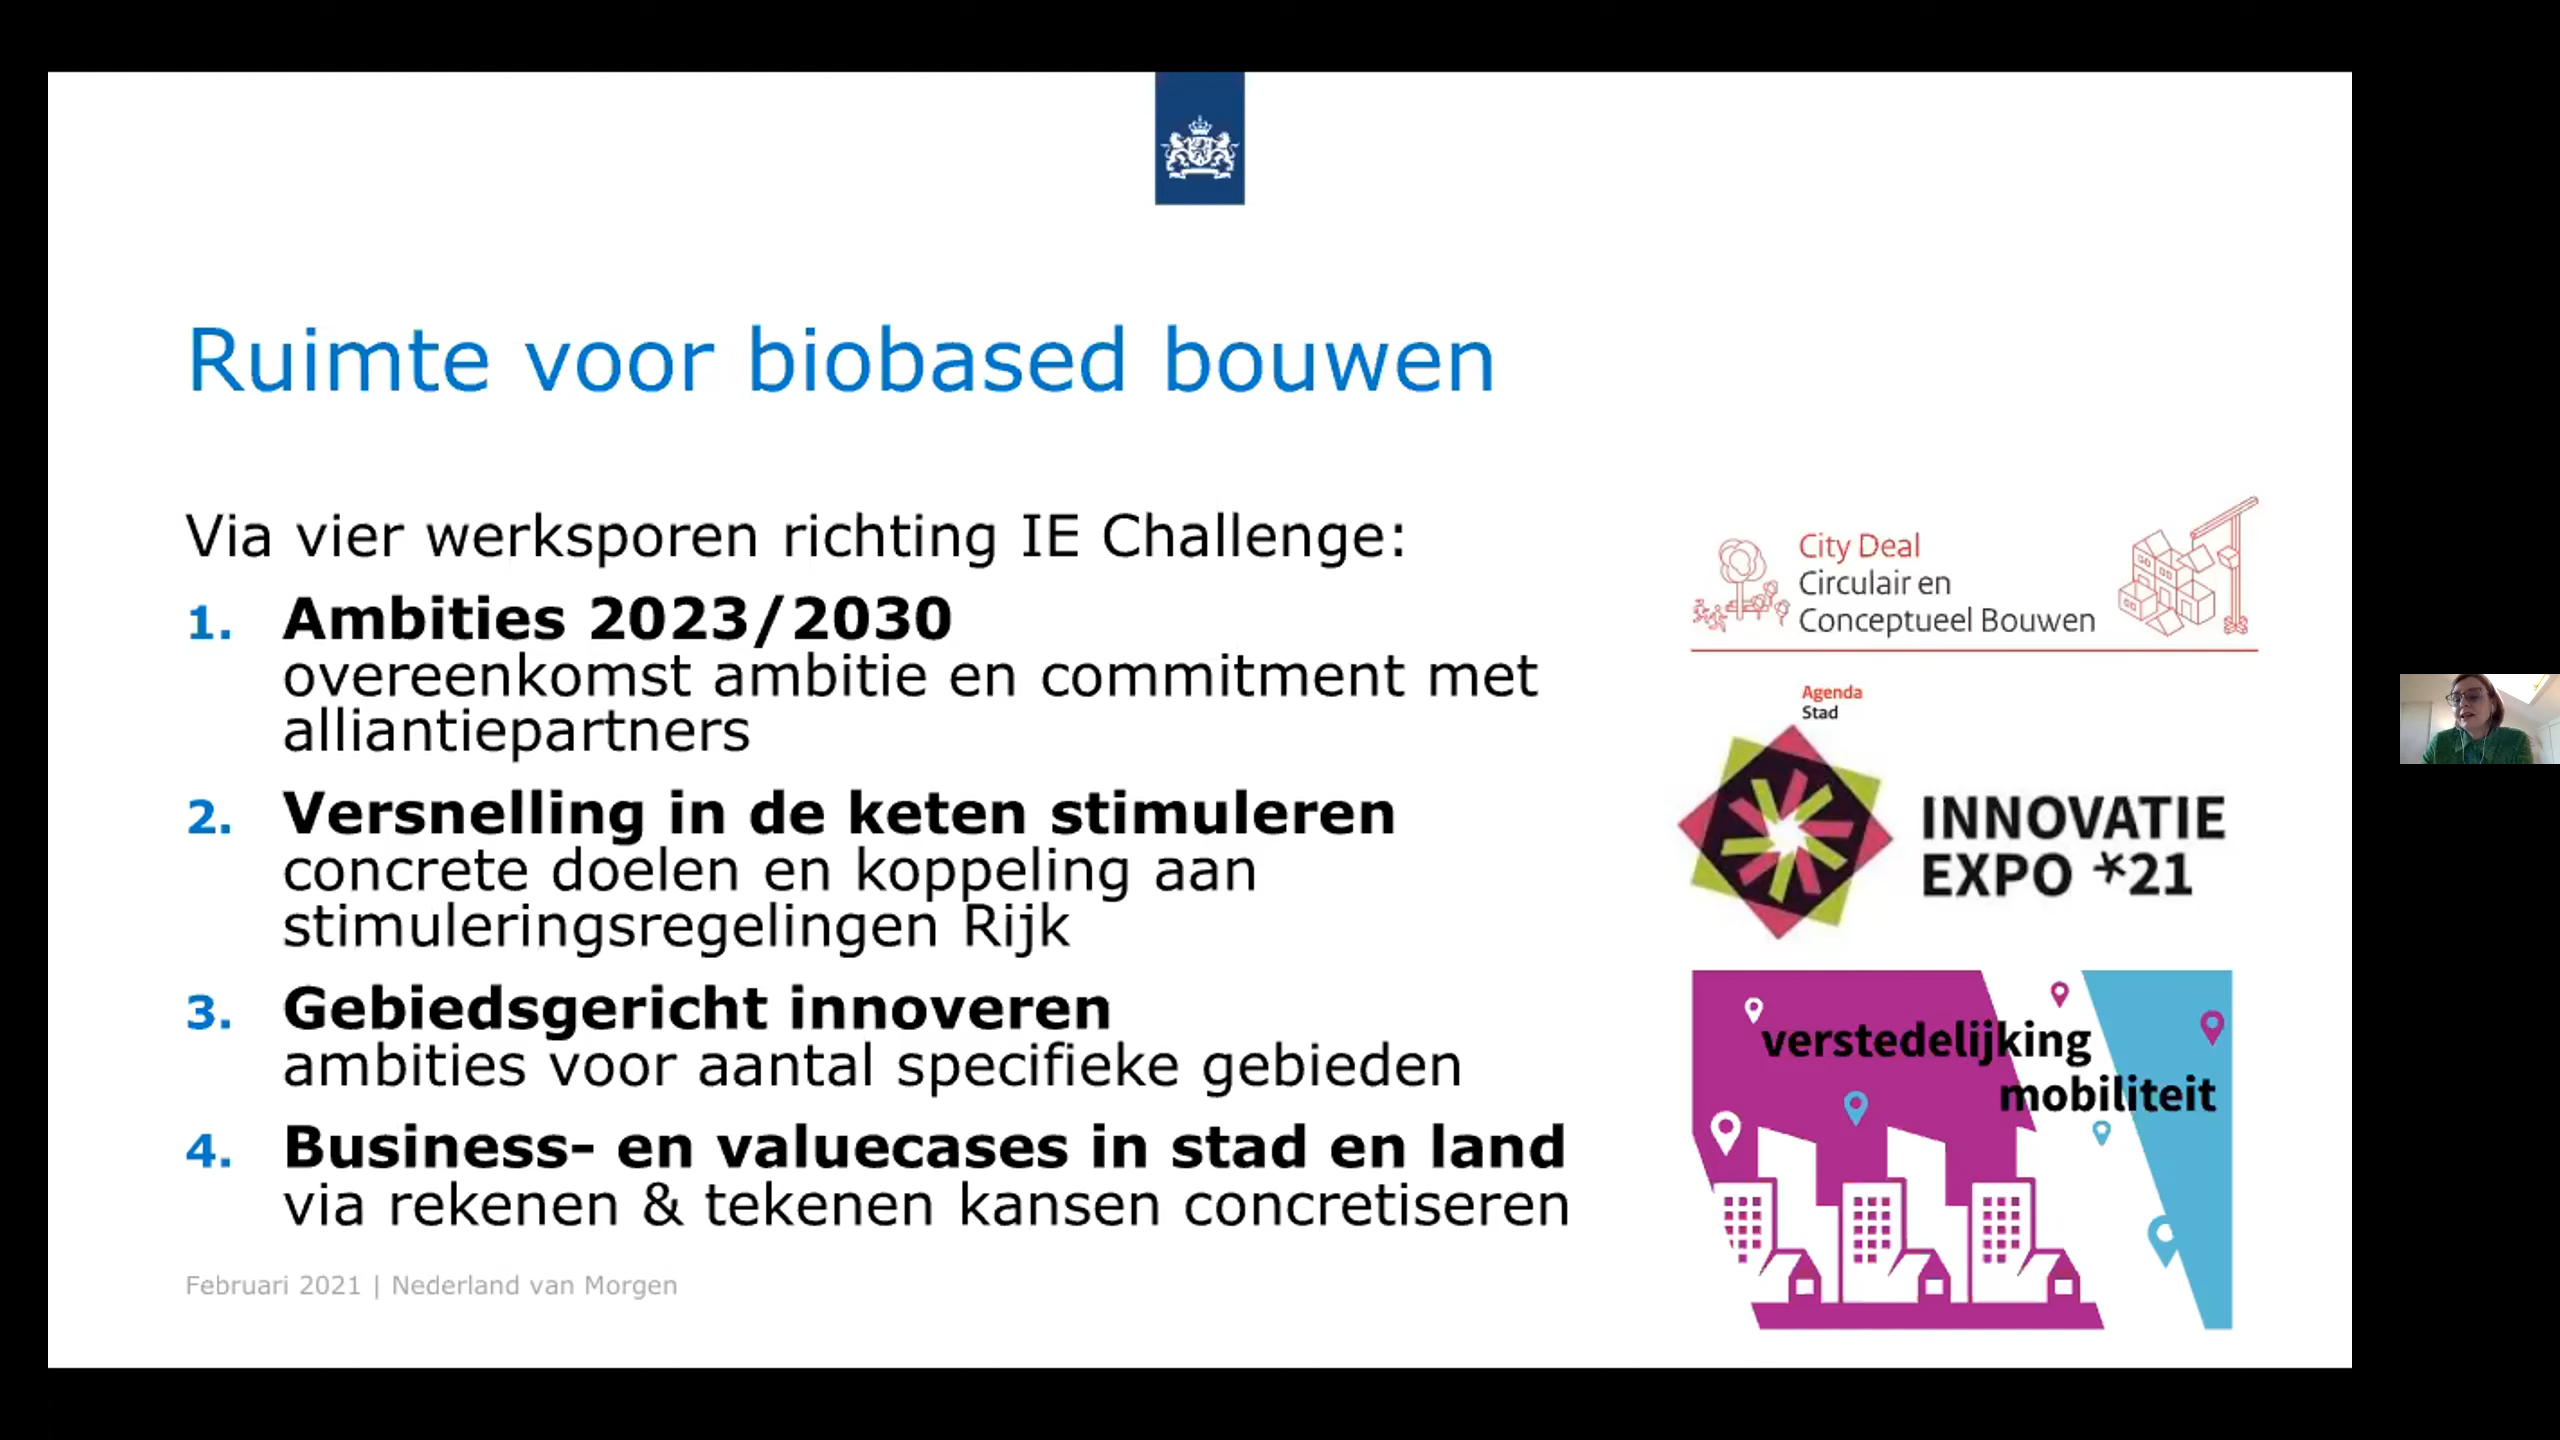 Ruimte voor biobased bouwen
Via vier werksporen richting IE Challenge:
1. Ambities 2023/2030
overeenkomst ambitie en commitment met
alliantiepartners
2. Versnelling in de keten stimuleren
concrete doelen en koppeling aan
stimuleringsregelingen Rijk
3. Gebiedsgericht innoveren
ambities voor aantal specifieke gebieden
4. Business- en valuecases in stad en land
via rekenen & tekenen kansen concretiseren
Februari 2021 | Nederland van Morgen
City Deal
Circulair en
Conceptueel Bouwen
Agenda
Stad
INNOVATIE
EXPO *21
verstedelijking
mobiliteit